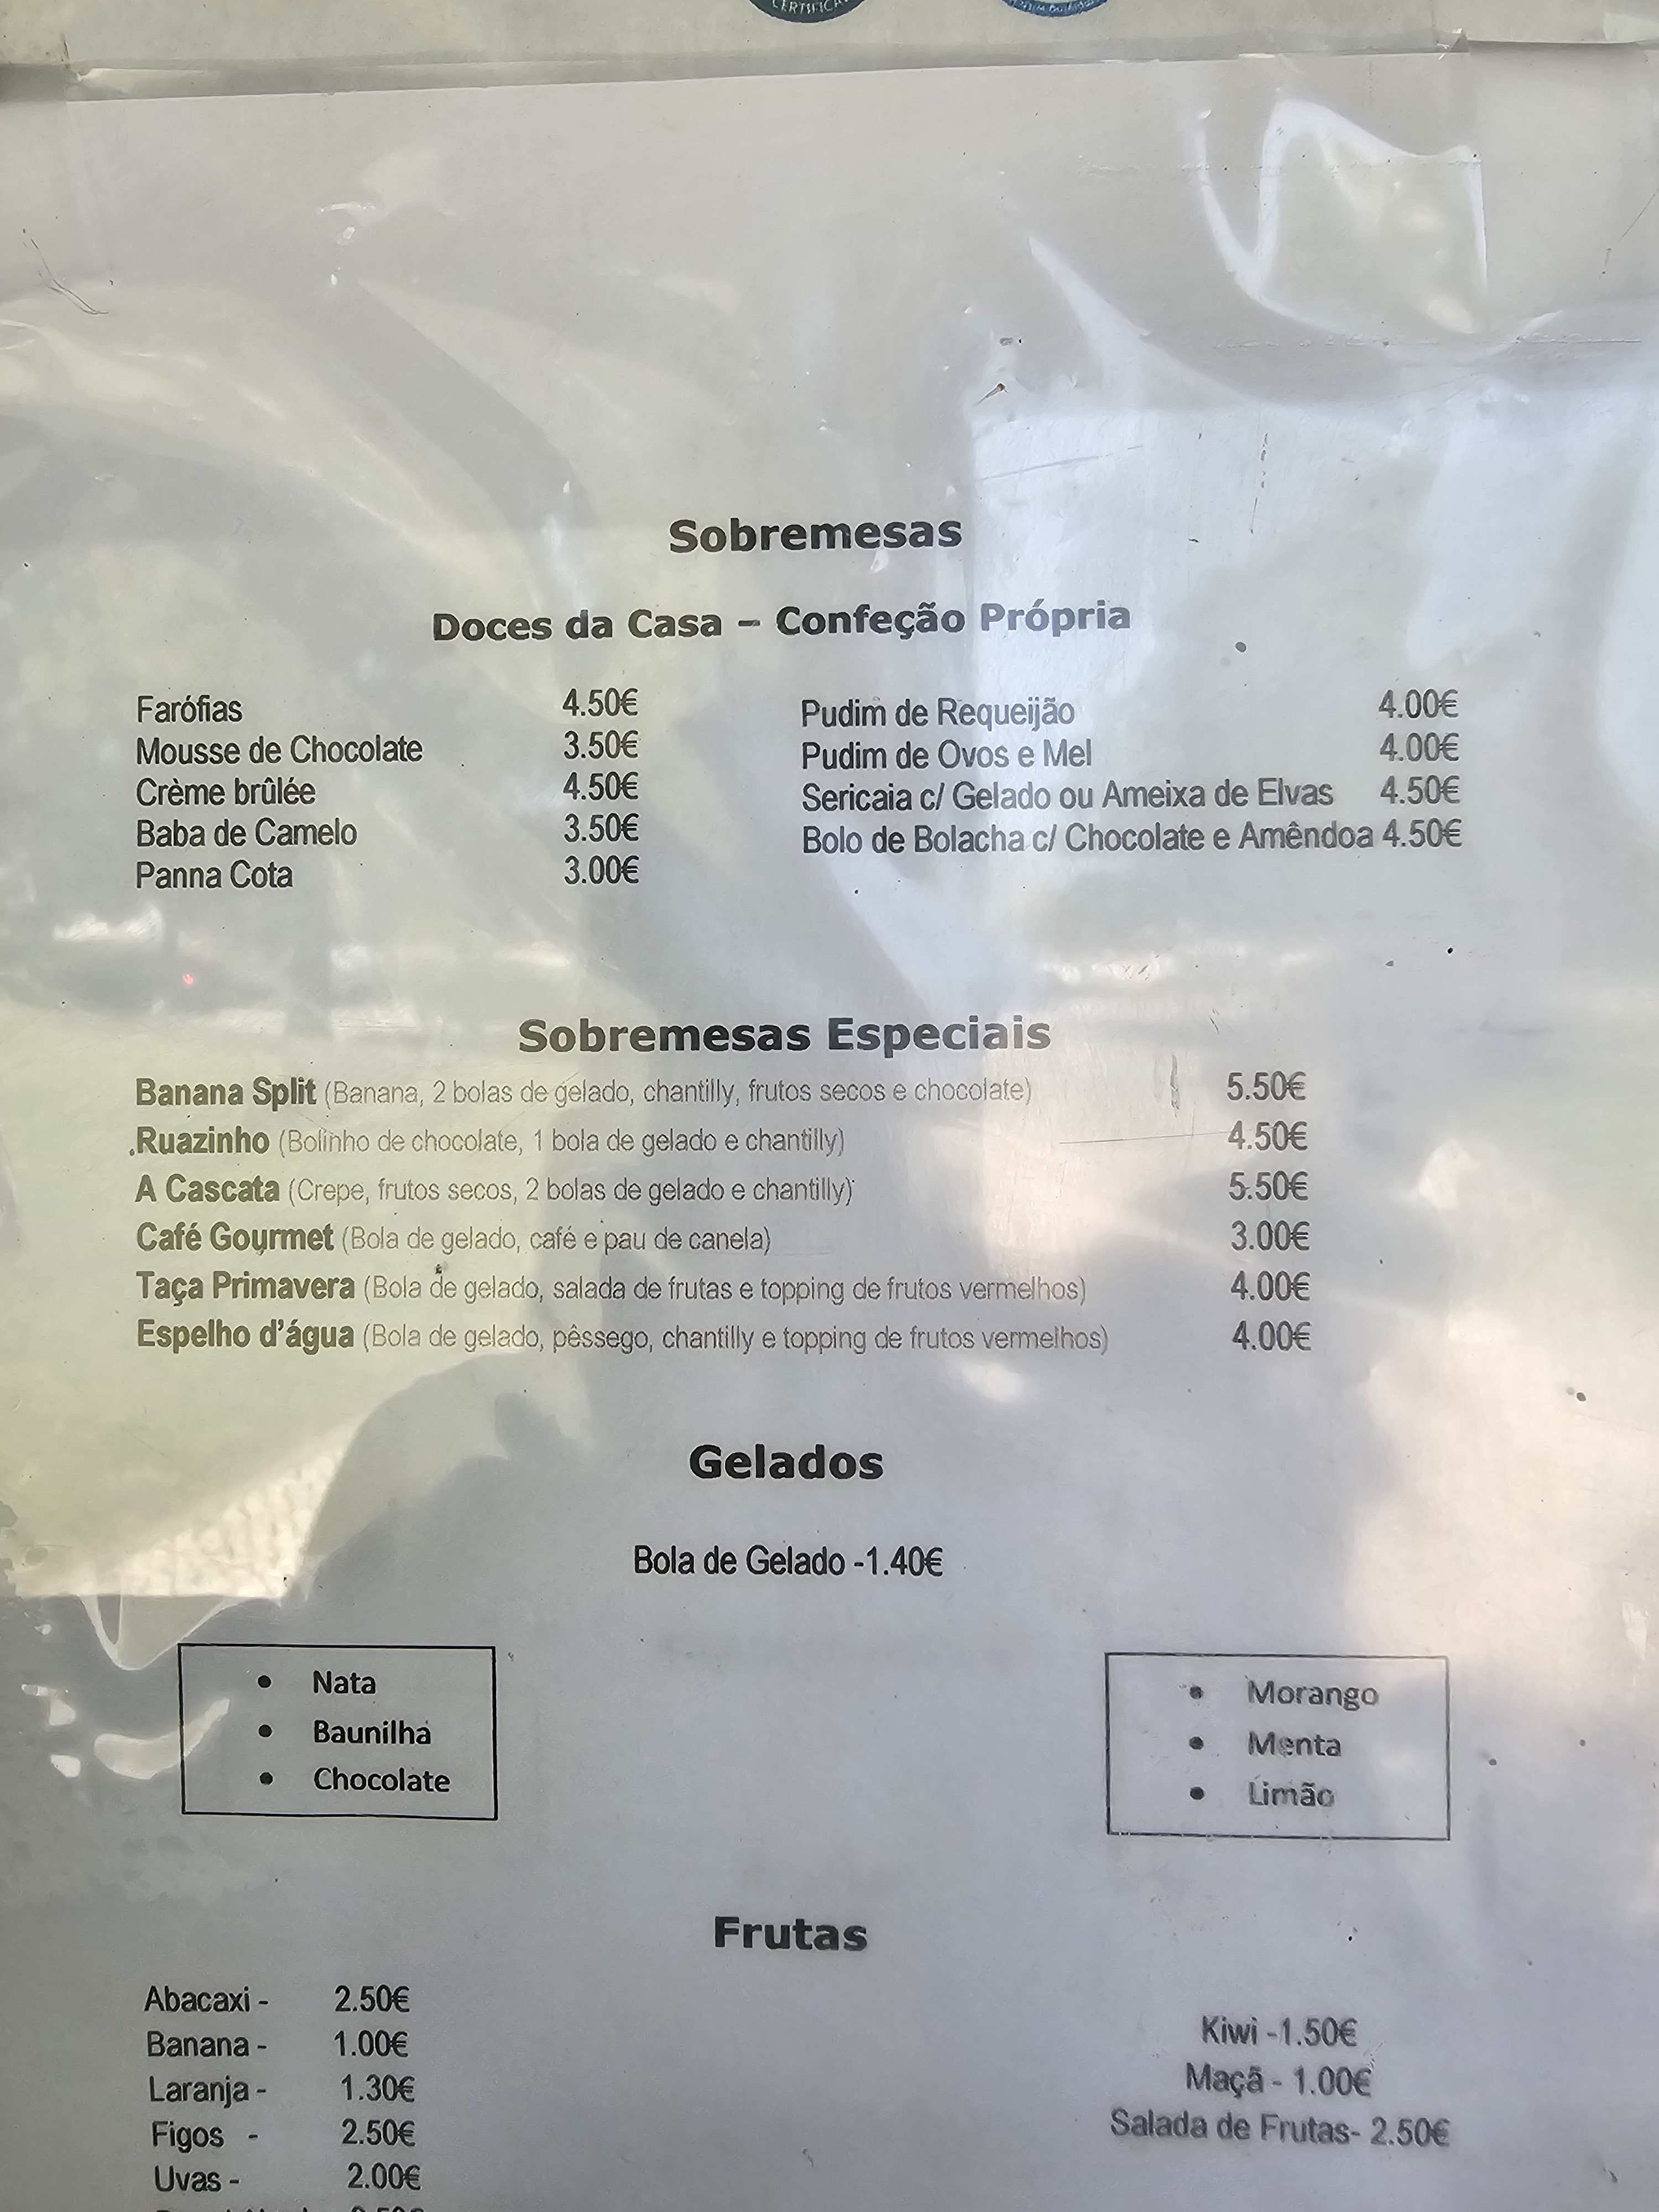 Sobremesas
Doces da Casa – Confeção Própria
Farófias 4.50€
Mousse de Chocolate 3.50€
Crème brûlée 4.50€
Baba de Camelo 3.50€
Panna Cota 3.00€
Pudim de Requeijão 4.00€
Pudim de Ovos e Mel 4.00€
Sericaia c/ Gelado ou Ameixa de Elvas 4.50€
Bolo de Bolacha c/ Chocolate e Amêndoa 4.50€
Sobremesas Especiais
Banana Split (Banana, 2 bolas de gelado, chantilly, frutos secos e chocolate) 5.50€
.Ruazinho (Bolinho de chocolate, 1 bola de gelado e chantilly) 4.50€
A Cascata (Crepe, frutos secos, 2 bolas de gelado e chantilly) 5.50€
Café Gourmet (Bola de gelado, café e pau de canela) 3.00€
Taça Primavera (Bola de gelado, salada de frutas e topping de frutos vermelhos) 4.00€
Espelho d'água (Bola de gelado, pêssego, chantilly e topping de frutos vermelhos) 4.00€
Gelados
Bola de Gelado -1.40€
• Nata
• Baunilha
• Chocolate
• Morango
• Menta
• Limão
Frutas
Abacaxi - 2.50€
Banana - 1.00€
Laranja - 1.30€
Figos - 2.50€
Uvas - 2.00€
Kiwi -1.50€
Maçã - 1.00€
Salada de Frutas- 2.50€